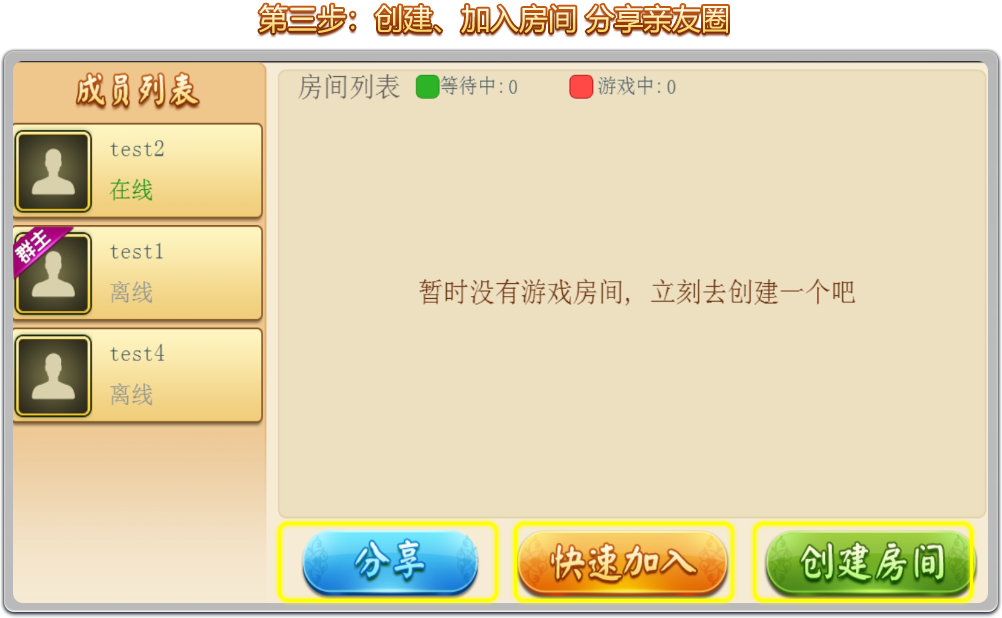 第三步：创建、加入房间 分享亲友圈
成员列表
test2
在线
群主
test1
离线
test4
离线
房间列表 等待中:0 游戏中:0
暂时没有游戏房间，立刻去创建一个吧
分享
快速加入
创建房间